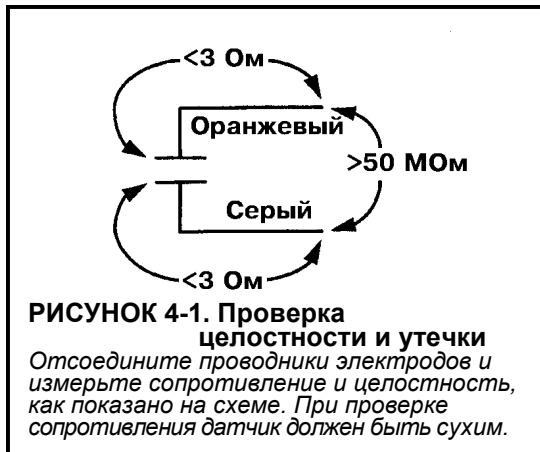 <3 Ом
Оранжевый
>50 МОм
Серый
<3 Ом
РИСУНОК 4-1. Проверка
целостности и утечки
Отсоедините проводники электродов и
измерьте сопротивление и целостность,
как показано на схеме. При проверке
сопротивления датчик должен быть сухим.